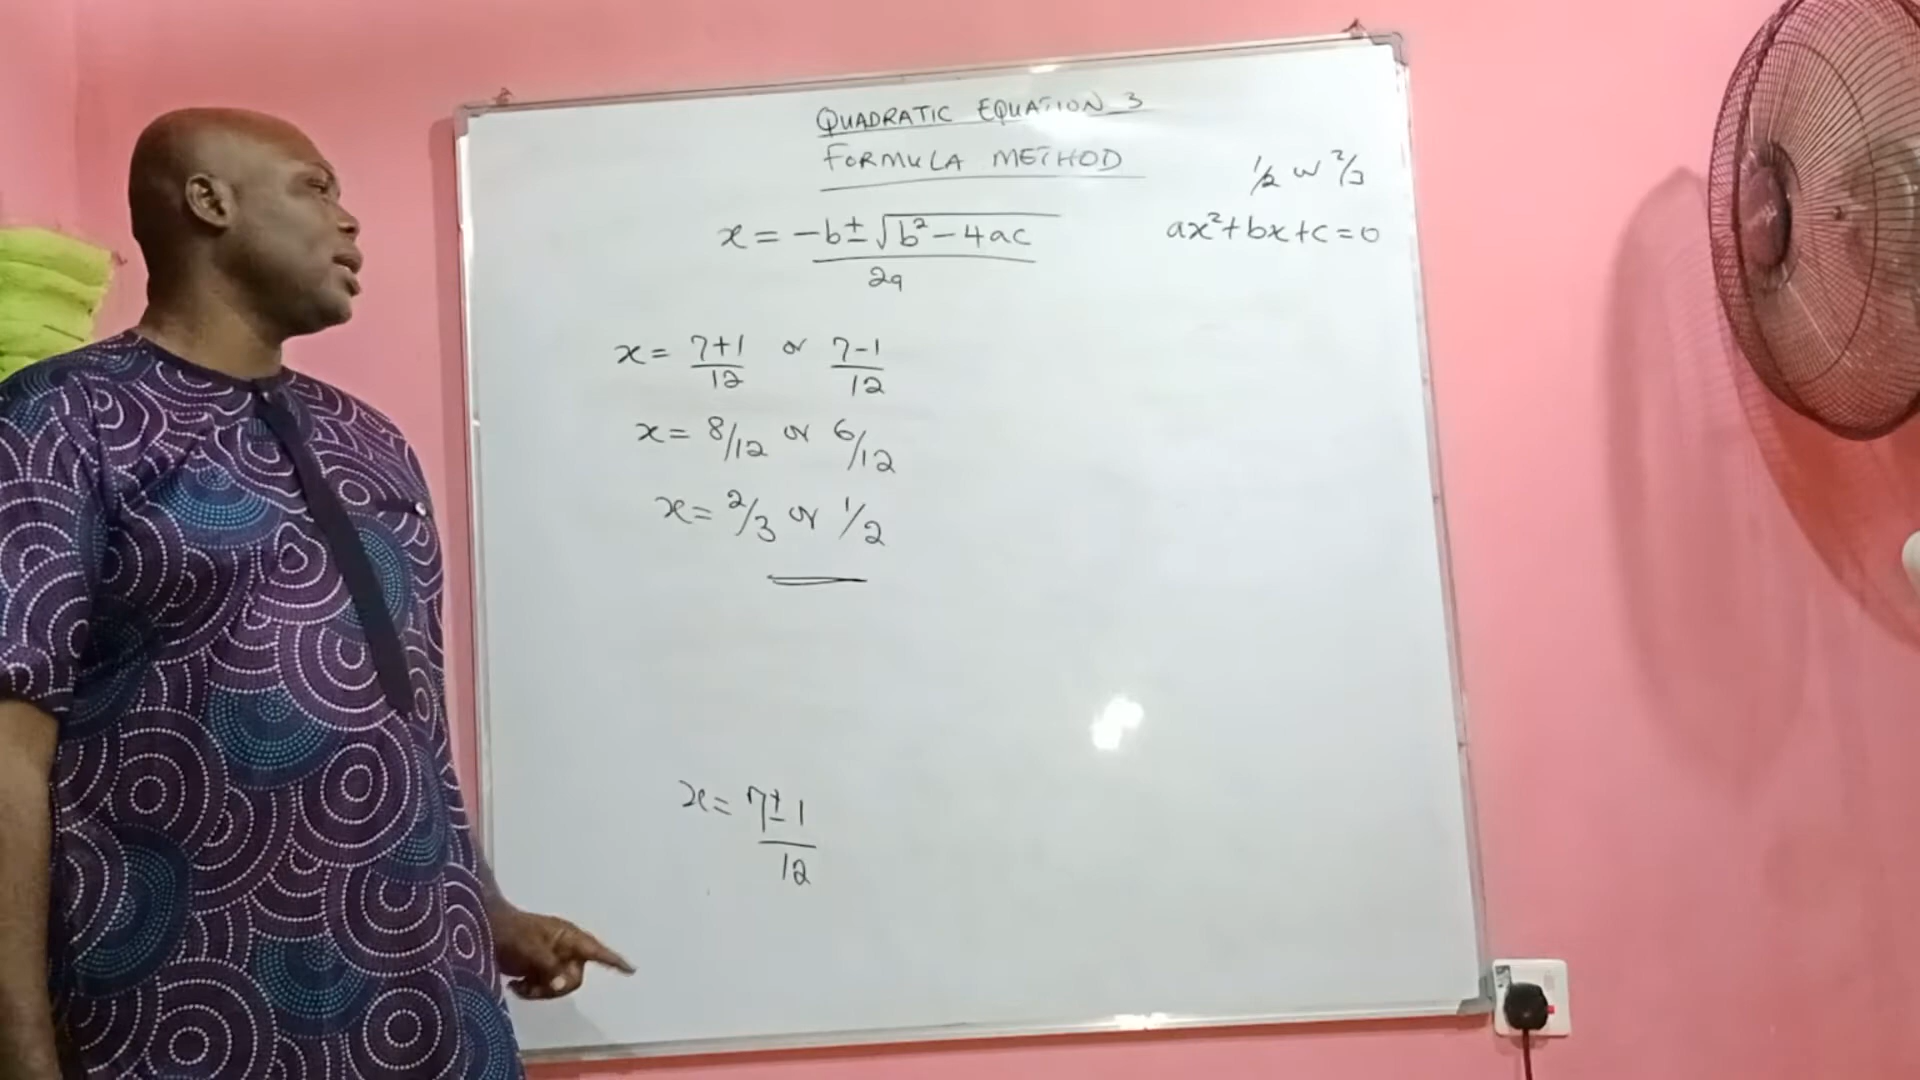 QUADRATIC EQUATION 3
FORMULA METHOD
1/2 or 2/3
x = -b ± √b² - 4ac / 2a
ax² + bx + c = 0
x = 7+1/12 or 7-1/12
x = 8/12 or 6/12
x = 2/3 or 1/2
x = 7±1/12